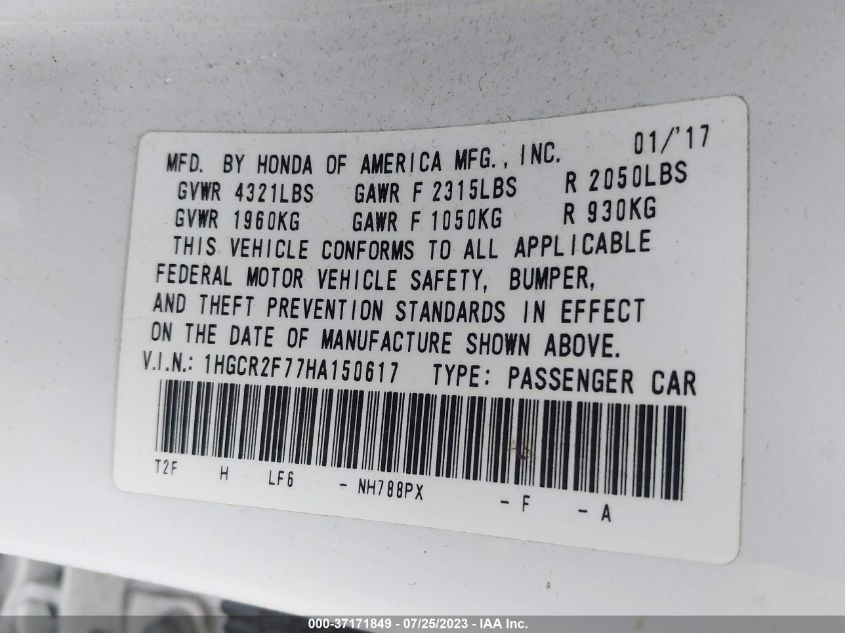 MFD. BY HONDA OF AMERICA MFG., INC. 01/'17
GVWR 4321LBS GAWR F 2315LBS R 2050LBS
GVWR 1960KG GAWR F 1050KG R 930KG
THIS VEHICLE CONFORMS TO ALL APPLICABLE
FEDERAL MOTOR VEHICLE SAFETY, BUMPER,
AND THEFT PREVENTION STANDARDS IN EFFECT
ON THE DATE OF MANUFACTURE SHOWN ABOVE.
V.I.N.: 1HGCR2F77HA150617 TYPE: PASSENGER CAR
T2F H LF6 - NH788PX - F - A
000-37171849 - 07/25/2023 - IAA Inc.